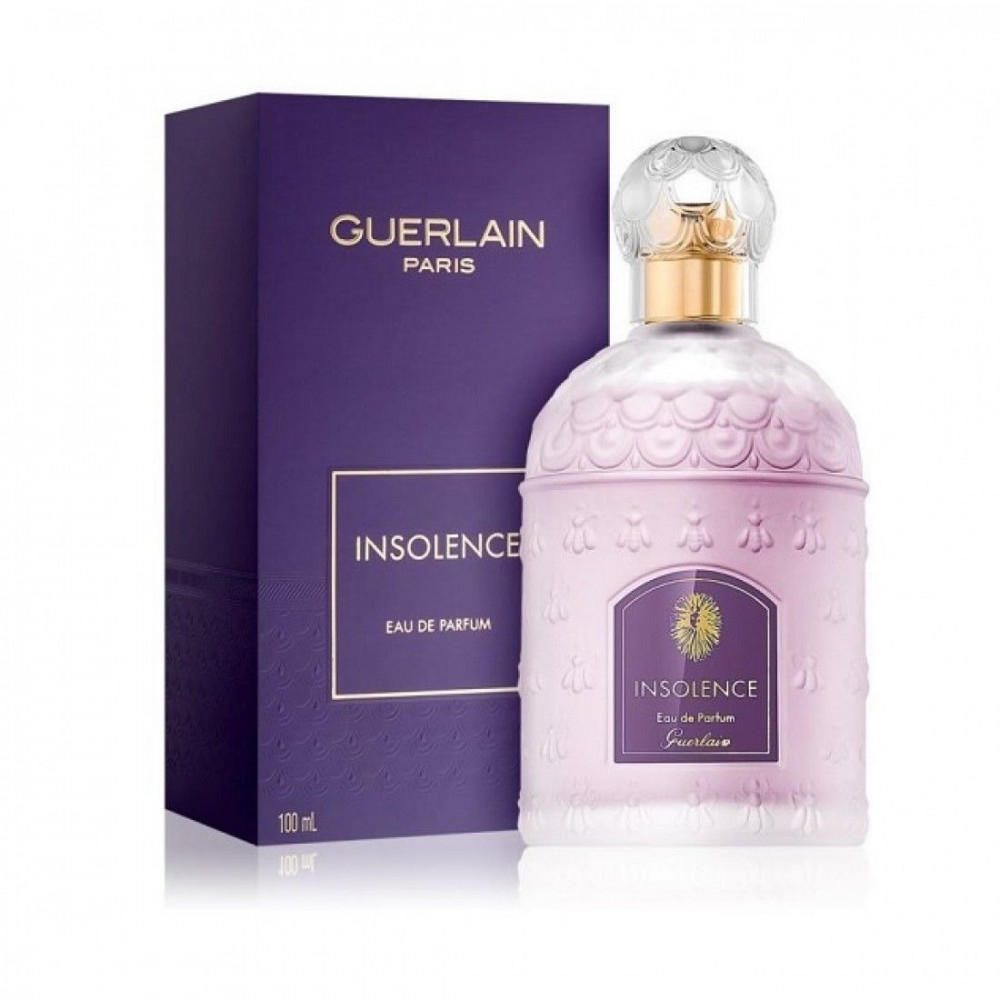 GUERLAIN
PARIS
INSOLENCE
EAU DE PARFUM
100 mL
INSOLENCE
Eau de Parfum
Guerlain